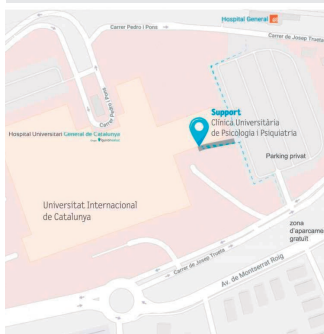 Carrer Pedro i Pons
Hospital General
Carrer de Josep Trueta
Carrer Pedro i Pons
Support
Clínica Universitària
de Psicologia i Psiquiatria
Hospital Universitari General de Catalunya
Parking privat
Universitat Internacional
de Catalunya
zona
d'aparcame
gratuït
Carrer de Josep Trueta
Av. de Montserrat Roig